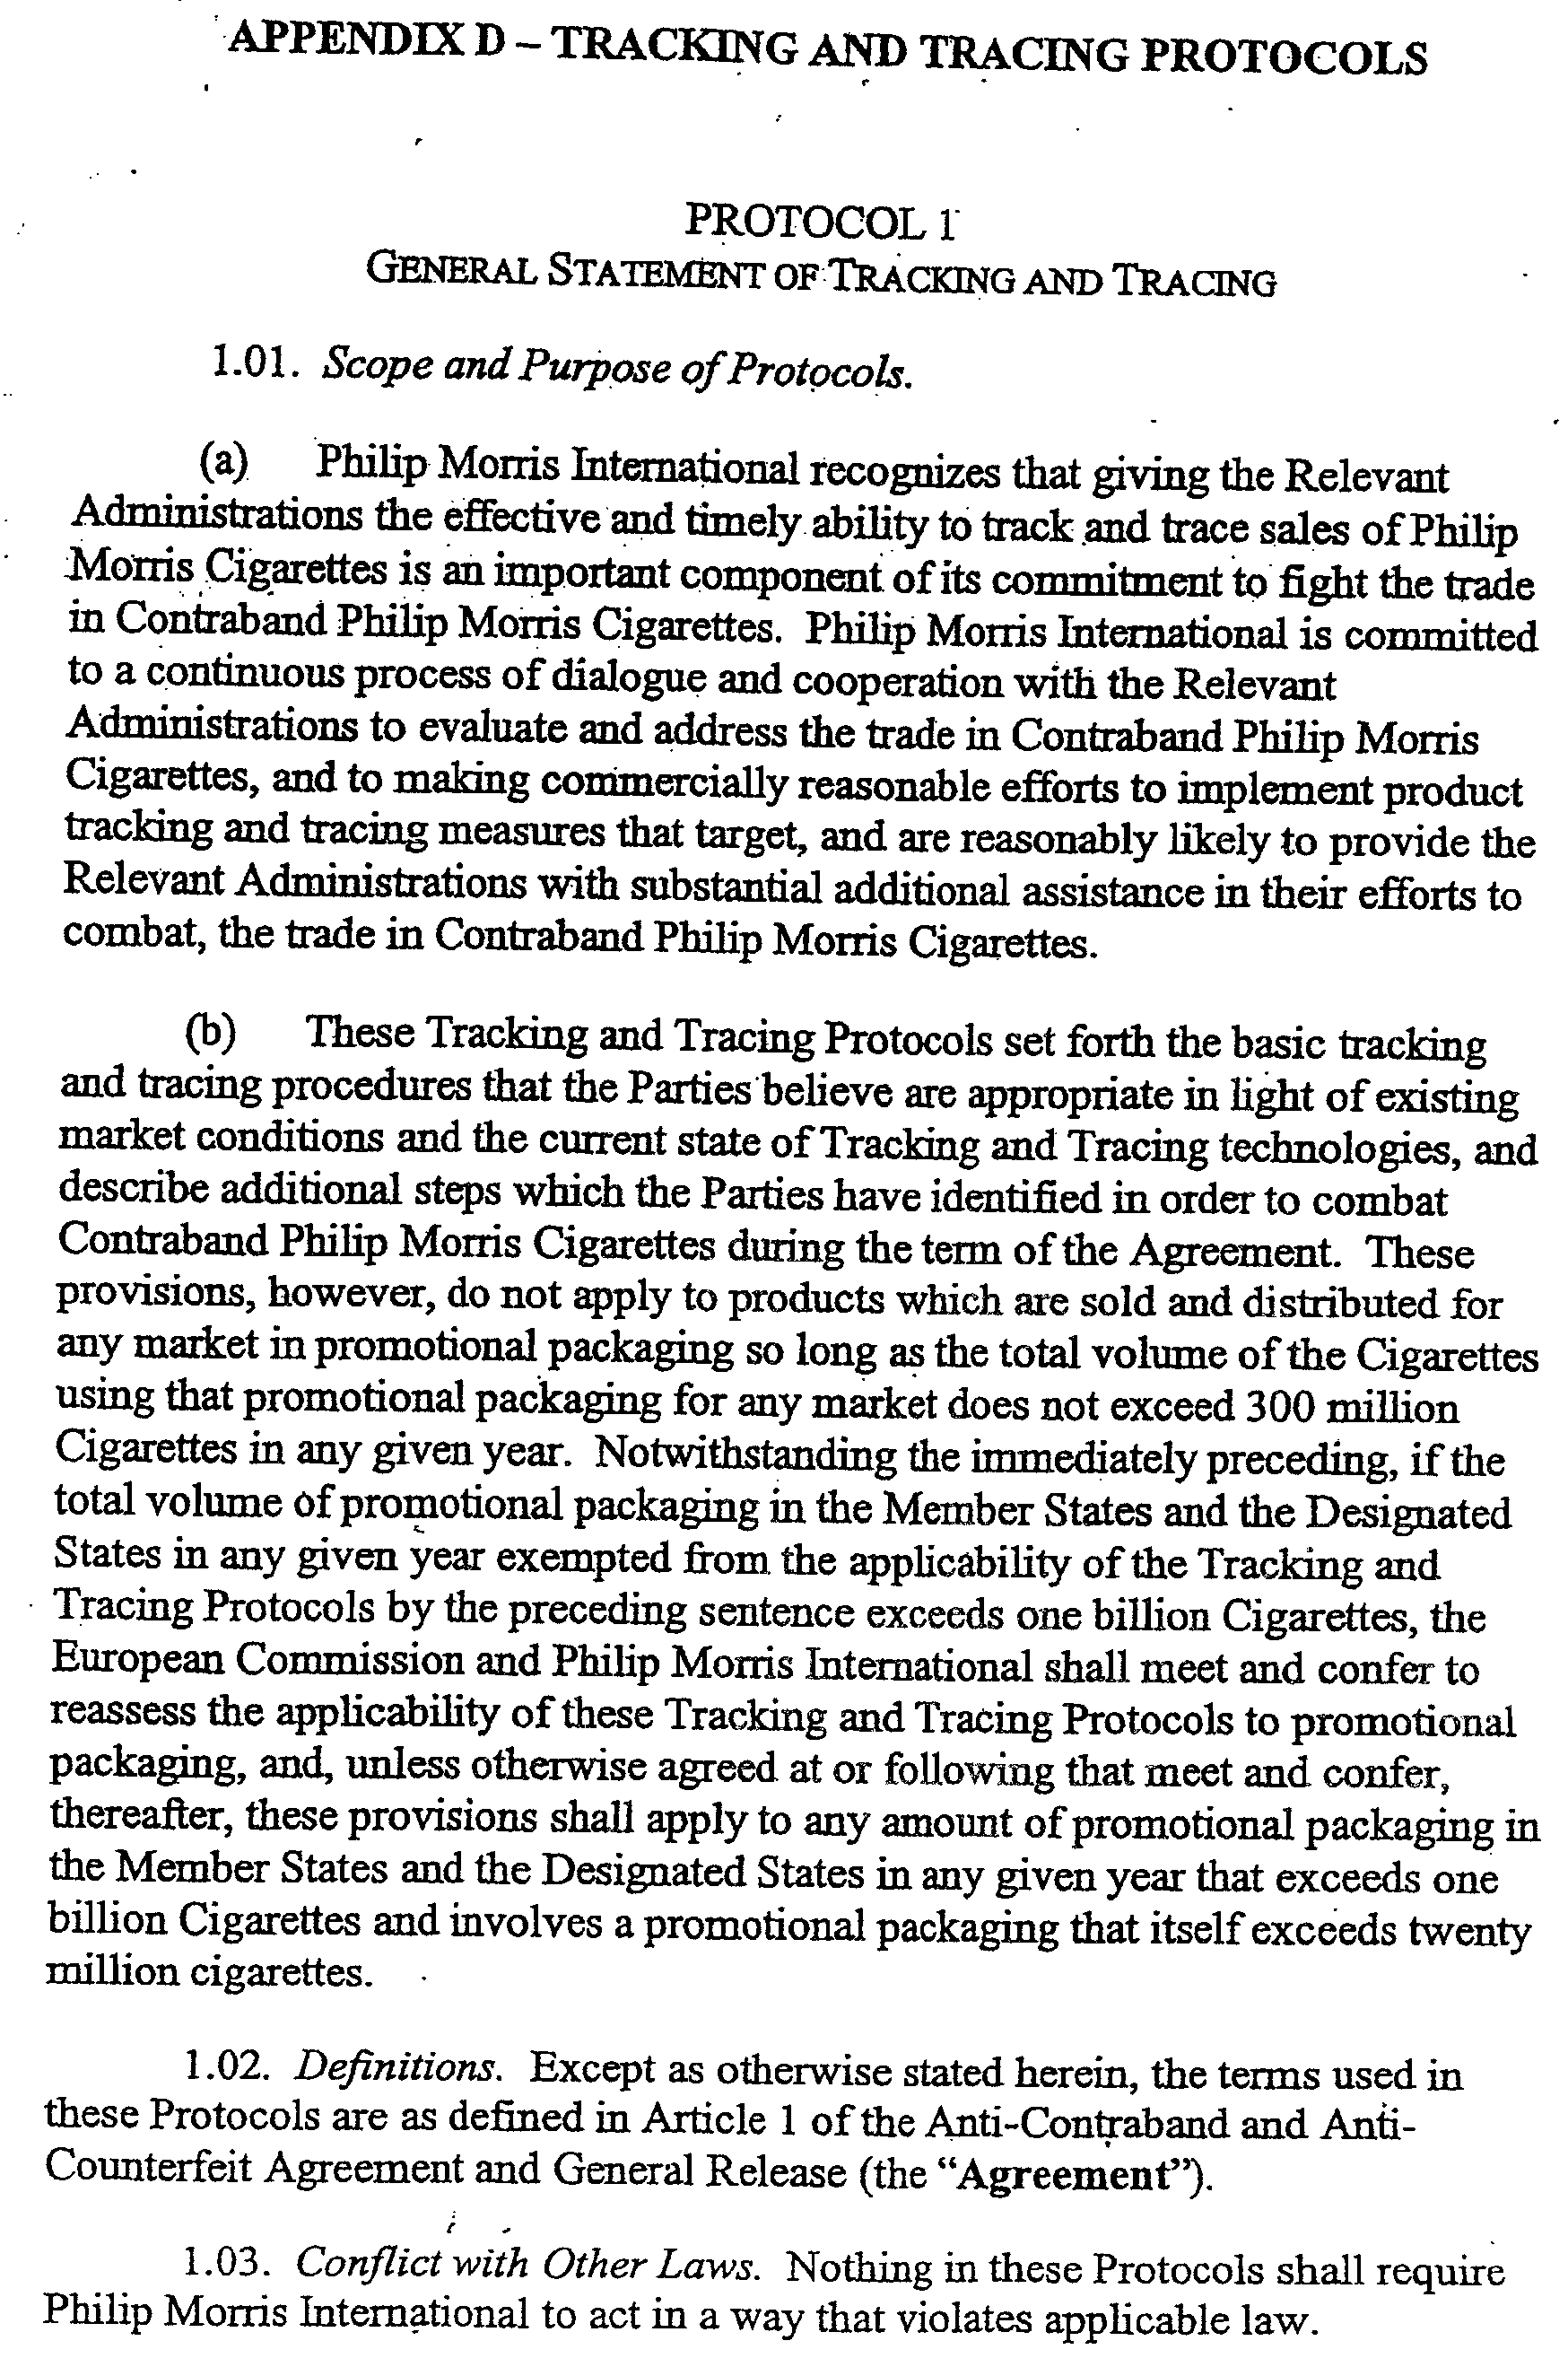 APPENDIX D – TRACKING AND TRACING PROTOCOLS
PROTOCOL 1
GENERAL STATEMENT OF TRACKING AND TRACING
1.01. Scope and Purpose of Protocols.
(a) Philip Morris International recognizes that giving the Relevant
Administrations the effective and timely ability to track and trace sales of Philip
Morris Cigarettes is an important component of its commitment to fight the trade
in Contraband Philip Morris Cigarettes. Philip Morris International is committed
to a continuous process of dialogue and cooperation with the Relevant
Administrations to evaluate and address the trade in Contraband Philip Morris
Cigarettes, and to making commercially reasonable efforts to implement product
tracking and tracing measures that target, and are reasonably likely to provide the
Relevant Administrations with substantial additional assistance in their efforts to
combat, the trade in Contraband Philip Morris Cigarettes.
(b) These Tracking and Tracing Protocols set forth the basic tracking
and tracing procedures that the Parties believe are appropriate in light of existing
market conditions and the current state of Tracking and Tracing technologies, and
describe additional steps which the Parties have identified in order to combat
Contraband Philip Morris Cigarettes during the term of the Agreement. These
provisions, however, do not apply to products which are sold and distributed for
any market in promotional packaging so long as the total volume of the Cigarettes
using that promotional packaging for any market does not exceed 300 million
Cigarettes in any given year. Notwithstanding the immediately preceding, if the
total volume of promotional packaging in the Member States and the Designated
States in any given year exempted from the applicability of the Tracking and
Tracing Protocols by the preceding sentence exceeds one billion Cigarettes, the
European Commission and Philip Morris International shall meet and confer to
reassess the applicability of these Tracking and Tracing Protocols to promotional
packaging, and, unless otherwise agreed at or following that meet and confer,
thereafter, these provisions shall apply to any amount of promotional packaging in
the Member States and the Designated States in any given year that exceeds one
billion Cigarettes and involves a promotional packaging that itself exceeds twenty
million cigarettes.
1.02. Definitions. Except as otherwise stated herein, the terms used in
these Protocols are as defined in Article 1 of the Anti-Contraband and Anti-
Counterfeit Agreement and General Release (the “Agreement”).
1.03. Conflict with Other Laws. Nothing in these Protocols shall require
Philip Morris International to act in a way that violates applicable law.